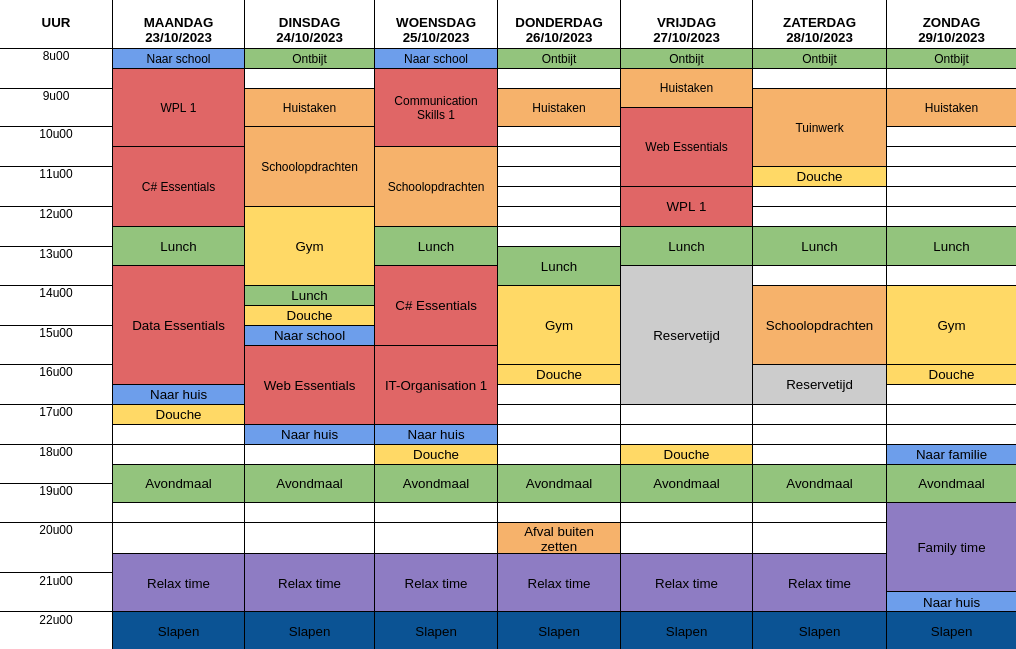 UUR
MAANDAG
23/10/2023
DINSDAG
24/10/2023
WOENSDAG
25/10/2023
DONDERDAG
26/10/2023
VRIJDAG
27/10/2023
ZATERDAG
28/10/2023
ZONDAG
29/10/2023
8u00
Naar school
Ontbijt
Naar school
Ontbijt
Ontbijt
Ontbijt
Ontbijt
WPL 1
Communication
Skills 1
Huistaken
9u00
Huistaken
Huistaken
Tuinwerk
Huistaken
Web Essentials
10u00
Schoolopdrachten
C# Essentials
Schoolopdrachten
11u00
Douche
WPL 1
12u00
Gym
Lunch
Lunch
Lunch
Lunch
Lunch
13u00
Lunch
Data Essentials
C# Essentials
Reservetijd
14u00
Lunch
Gym
Schoolopdrachten
Gym
Douche
15u00
Naar school
Web Essentials
IT-Organisation 1
16u00
Douche
Reservetijd
Douche
Naar huis
17u00
Douche
Naar huis
Naar huis
18u00
Douche
Douche
Naar familie
Avondmaal
Avondmaal
Avondmaal
Avondmaal
Avondmaal
Avondmaal
Avondmaal
19u00
Family time
20u00
Afval buiten
zetten
Relax time
Relax time
Relax time
Relax time
Relax time
Relax time
21u00
Naar huis
22u00
Slapen
Slapen
Slapen
Slapen
Slapen
Slapen
Slapen